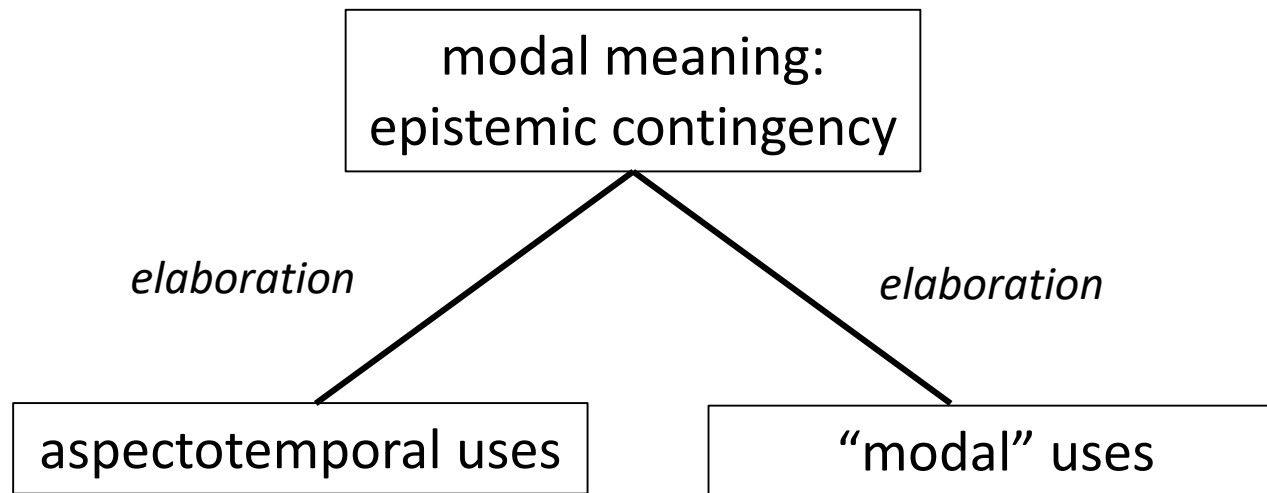 modal meaning:
epistemic contingency
elaboration
elaboration
aspectotemporal uses
“modal” uses